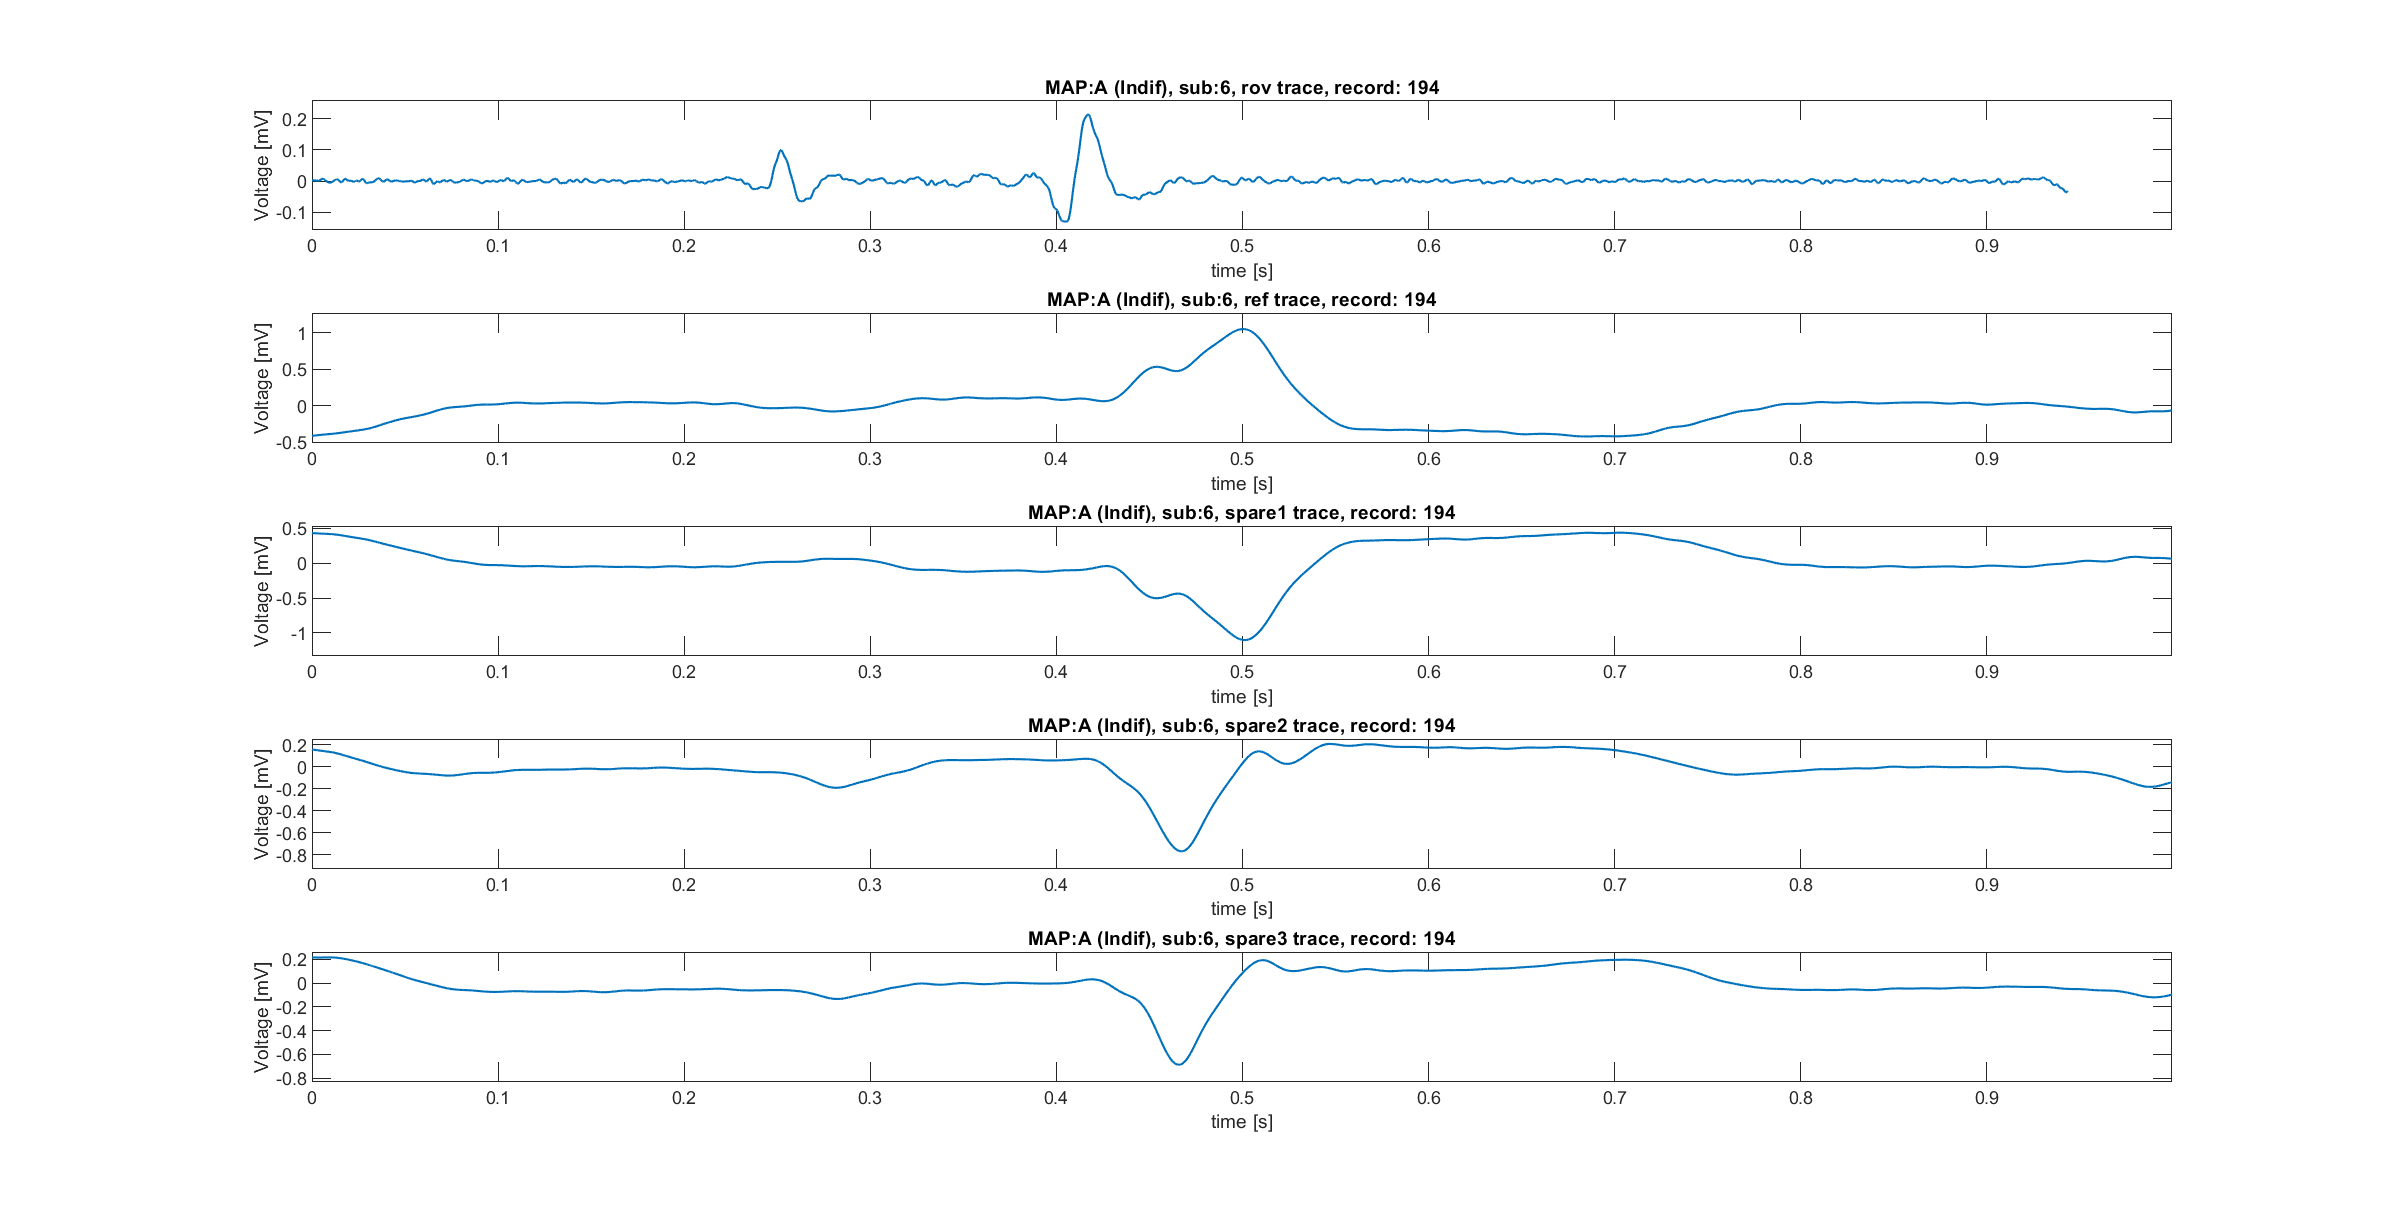 MAP:A (Indif), sub:6, rov trace, record: 194
Voltage [mV]
0.2
0.1
0
-0.1
0 0.1 0.2 0.3 0.4 0.5 0.6 0.7 0.8 0.9
time [s]
MAP:A (Indif), sub:6, ref trace, record: 194
Voltage [mV]
1
0.5
0
-0.5
0 0.1 0.2 0.3 0.4 0.5 0.6 0.7 0.8 0.9
time [s]
MAP:A (Indif), sub:6, spare1 trace, record: 194
Voltage [mV]
0.5
0
-0.5
-1
0 0.1 0.2 0.3 0.4 0.5 0.6 0.7 0.8 0.9
time [s]
MAP:A (Indif), sub:6, spare2 trace, record: 194
Voltage [mV]
0.2
0
-0.2
-0.4
-0.6
-0.8
0 0.1 0.2 0.3 0.4 0.5 0.6 0.7 0.8 0.9
time [s]
MAP:A (Indif), sub:6, spare3 trace, record: 194
Voltage [mV]
0.2
0
-0.2
-0.4
-0.6
-0.8
0 0.1 0.2 0.3 0.4 0.5 0.6 0.7 0.8 0.9
time [s]